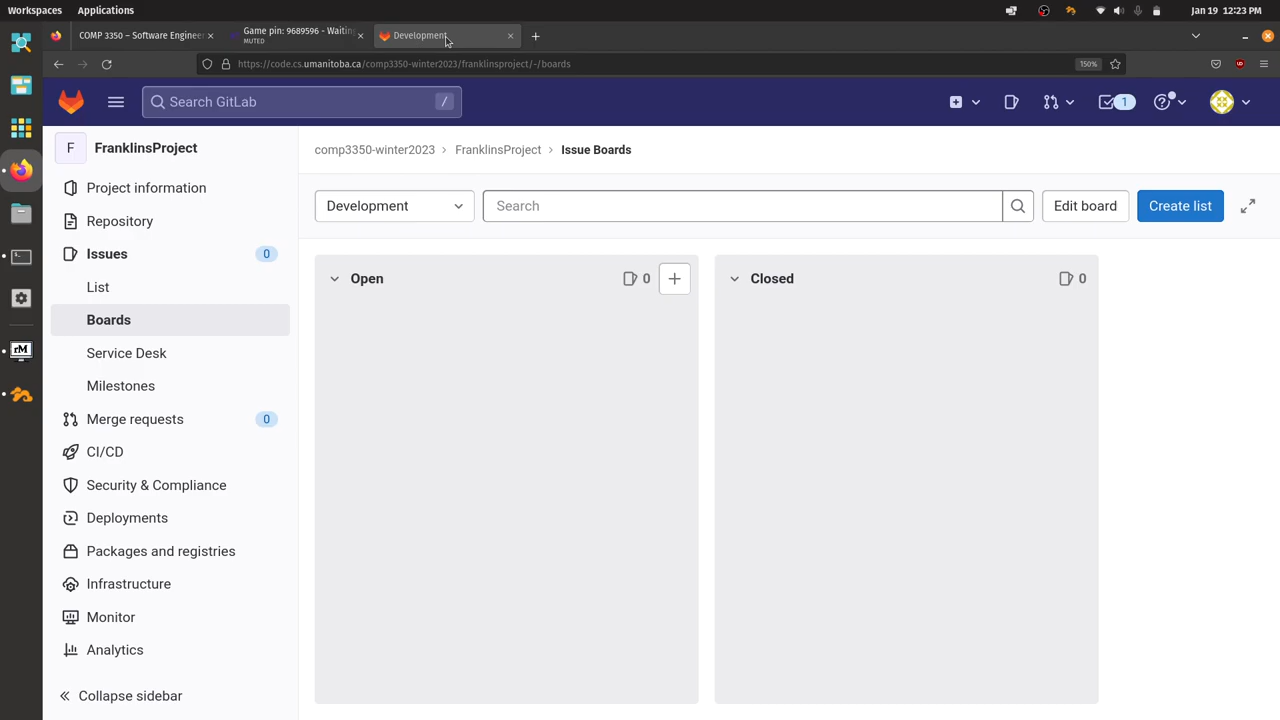 Workspaces Applications Jan 19 12:23 PM
COMP 3350 – Software Engineer
Game pin: 9689596 - Waitin
MUTED
Development
https://code.cs.umanitoba.ca/comp3350-winter2023/franklinsproject/-/boards 150%
Search GitLab / 1
F FranklinsProject
comp3350-winter2023 › FranklinsProject › Issue Boards
Project information
Development Search Edit board Create list
Repository
Issues 0
Open 0
Closed 0
List
Boards
Service Desk
Milestones
Merge requests 0
CI/CD
Security & Compliance
Deployments
Packages and registries
Infrastructure
Monitor
Analytics
Collapse sidebar
rM